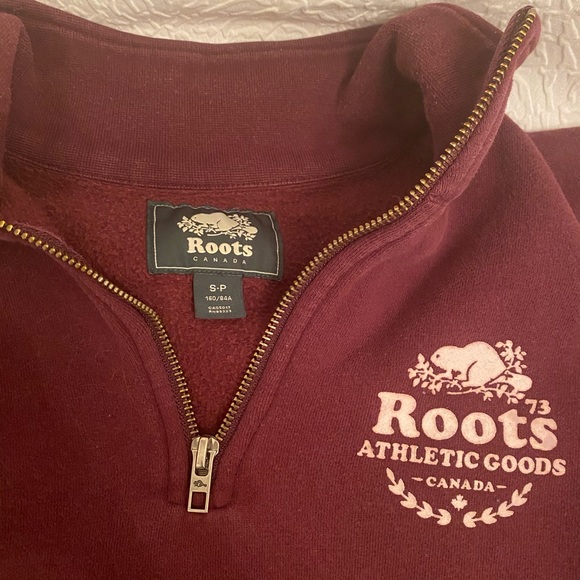 Roots
CANADA
S-P
160/84A
73
Roots
ATHLETIC GOODS
CANADA